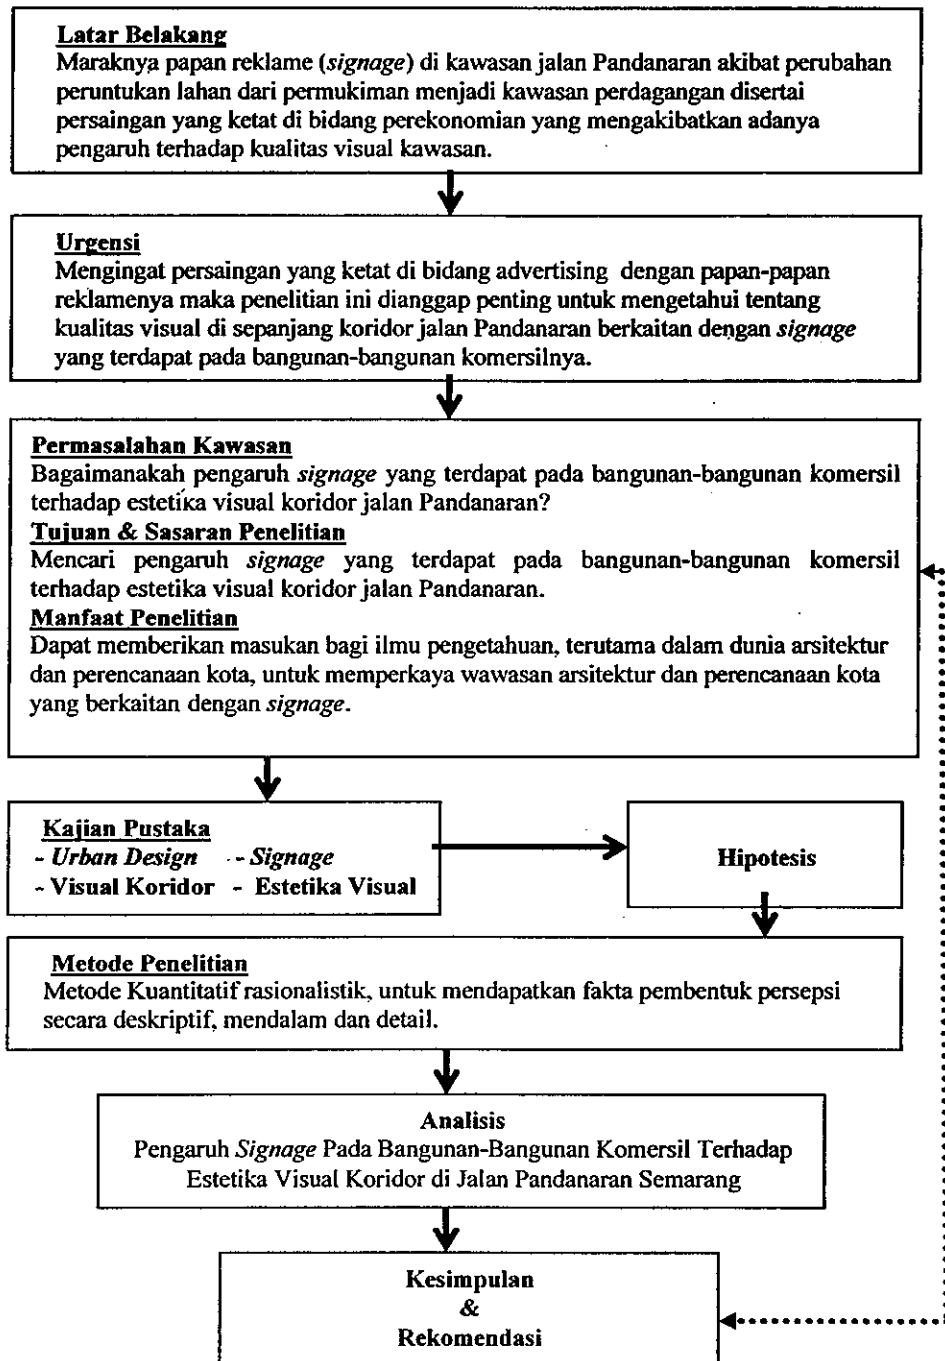 Latar Belakang
Maraknya papan reklame (signage) di kawasan jalan Pandanaran akibat perubahan
peruntukan lahan dari permukiman menjadi kawasan perdagangan disertai
persaingan yang ketat di bidang perekonomian yang mengakibatkan adanya
pengaruh terhadap kualitas visual kawasan.
Urgensi
Mengingat persaingan yang ketat di bidang advertising dengan papan-papan
reklamenya maka penelitian ini dianggap penting untuk mengetahui tentang
kualitas visual di sepanjang koridor jalan Pandanaran berkaitan dengan signage
yang terdapat pada bangunan-bangunan komersilnya.
Permasalahan Kawasan
Bagaimanakah pengaruh signage yang terdapat pada bangunan-bangunan komersil
terhadap estetika visual koridor jalan Pandanaran?
Tujuan & Sasaran Penelitian
Mencari pengaruh signage yang terdapat pada bangunan-bangunan komersil
terhadap estetika visual koridor jalan Pandanaran.
Manfaat Penelitian
Dapat memberikan masukan bagi ilmu pengetahuan, terutama dalam dunia arsitektur
dan perencanaan kota, untuk memperkaya wawasan arsitektur dan perencanaan kota
yang berkaitan dengan signage.
Kajian Pustaka
- Urban Design - Signage
- Visual Koridor - Estetika Visual
Hipotesis
Metode Penelitian
Metode Kuantitatif rasionalistik, untuk mendapatkan fakta pembentuk persepsi
secara deskriptif, mendalam dan detail.
Analisis
Pengaruh Signage Pada Bangunan-Bangunan Komersil Terhadap
Estetika Visual Koridor di Jalan Pandanaran Semarang
Kesimpulan
&
Rekomendasi